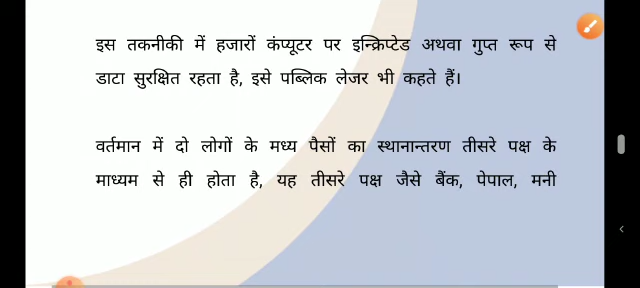 इस तकनीकी में हजारों कंप्यूटर पर इन्क्रिप्टेड अथवा गुप्त रूप से
डाटा सुरक्षित रहता है, इसे पब्लिक लेजर भी कहते हैं।
वर्तमान में दो लोगों के मध्य पैसों का स्थानान्तरण तीसरे पक्ष के
माध्यम से ही होता है, यह तीसरे पक्ष जैसे बैंक, पेपाल, मनी